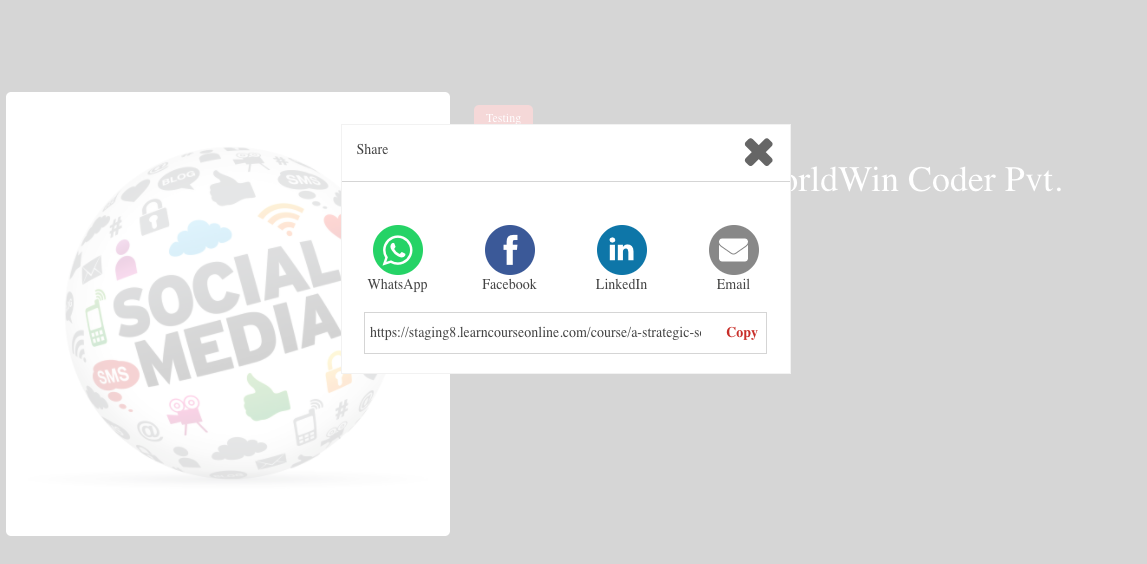 Testing
Share
orldWin Coder Pvt.
BLOG
SMS
SOCIAL
MEDIA
SMS
WhatsApp
Facebook
LinkedIn
Email
https://staging8.learncourseonline.com/course/a-strategic-s
Copy